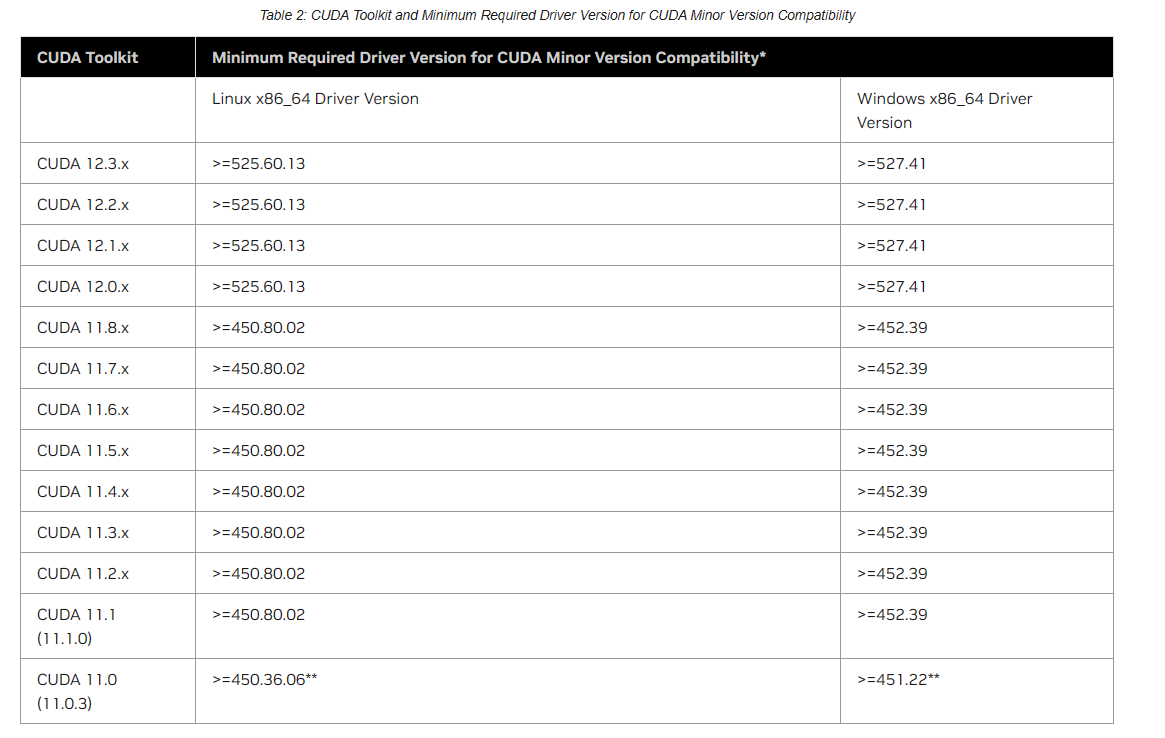 Table 2: CUDA Toolkit and Minimum Required Driver Version for CUDA Minor Version Compatibility
CUDA Toolkit Minimum Required Driver Version for CUDA Minor Version Compatibility*
Linux x86_64 Driver Version Windows x86_64 Driver
Version
CUDA 12.3.x >=525.60.13 >=527.41
CUDA 12.2.x >=525.60.13 >=527.41
CUDA 12.1.x >=525.60.13 >=527.41
CUDA 12.0.x >=525.60.13 >=527.41
CUDA 11.8.x >=450.80.02 >=452.39
CUDA 11.7.x >=450.80.02 >=452.39
CUDA 11.6.x >=450.80.02 >=452.39
CUDA 11.5.x >=450.80.02 >=452.39
CUDA 11.4.x >=450.80.02 >=452.39
CUDA 11.3.x >=450.80.02 >=452.39
CUDA 11.2.x >=450.80.02 >=452.39
CUDA 11.1 >=450.80.02 >=452.39
(11.1.0)
CUDA 11.0 >=450.36.06** >=451.22**
(11.0.3)